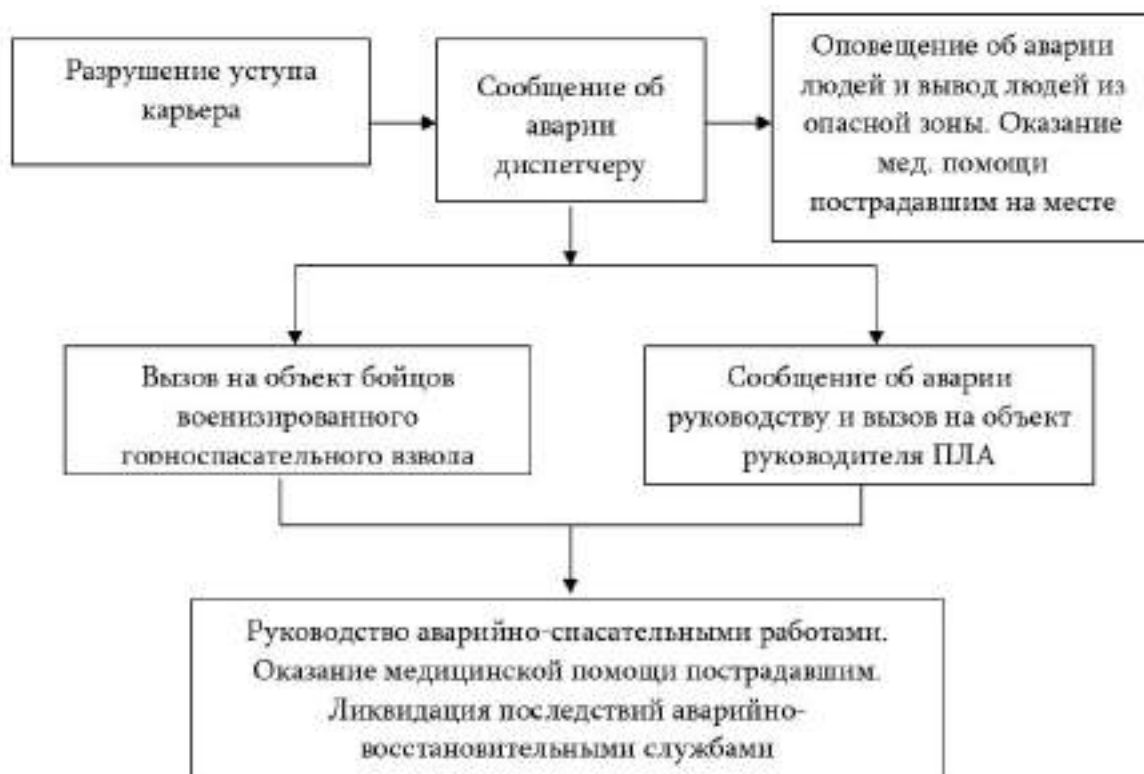 Разрушение уступа
карьера
Сообщение об
аварии
диспетчеру
Оповещение об аварии
людей и вывод людей из
опасной зоны. Оказание
мед. помощи
пострадавшим на месте
Вызов на объект бойцов
военизированного
горноспасательного взвода
Сообщение об аварии
руководству и вызов на объект
руководителя ПЛА
Руководство аварийно-спасательными работами.
Оказание медицинской помощи пострадавшим.
Ликвидация последствий аварийно-
восстановительными службами